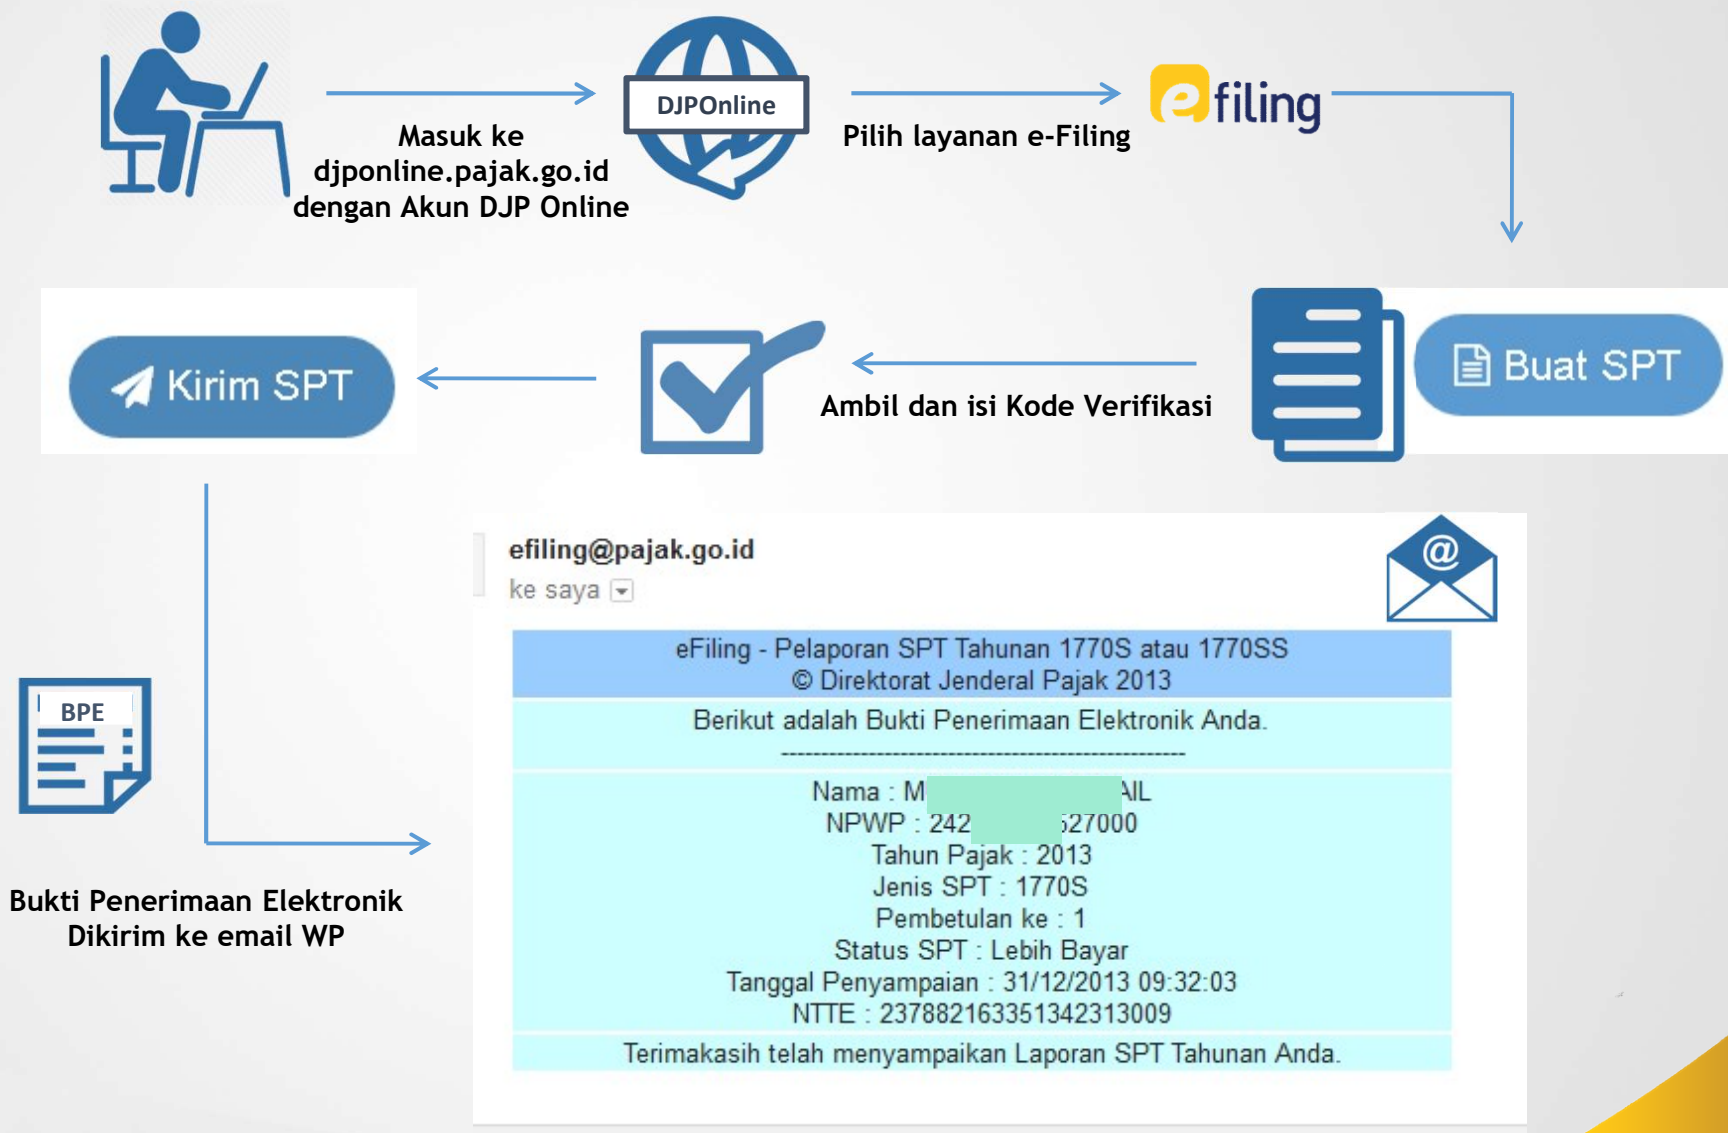 DJPOnline
efiling
Masuk ke
djponline.pajak.go.id
dengan Akun DJP Online
Pilih layanan e-Filing
Kirim SPT
Ambil dan isi Kode Verifikasi
Buat SPT
efiling@pajak.go.id
ke saya
@
eFiling - Pelaporan SPT Tahunan 1770S atau 1770SS
© Direktorat Jenderal Pajak 2013
BPE
Berikut adalah Bukti Penerimaan Elektronik Anda.
----------------------------------------------------
Nama : M AIL
NPWP : 242 527000
Tahun Pajak : 2013
Jenis SPT : 1770S
Pembetulan ke : 1
Status SPT : Lebih Bayar
Tanggal Penyampaian : 31/12/2013 09:32:03
NTTE : 237882163351342313009
Terimakasih telah menyampaikan Laporan SPT Tahunan Anda.
Bukti Penerimaan Elektronik
Dikirim ke email WP